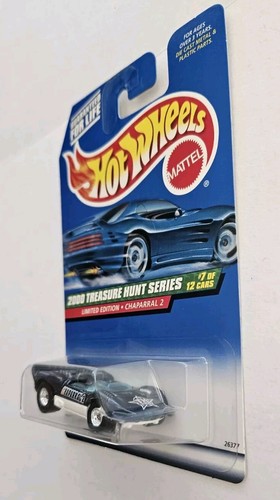 GUARANTEED
FOR LIFE
FOR AGES
OVER 3 YEARS.
DIE CAST METAL &
PLASTIC PARTS.
HOT WHEELS
®
MATTEL
2000 TREASURE HUNT SERIES
#7 OF
12 CARS
LIMITED EDITION • CHAPARRAL 2
26377